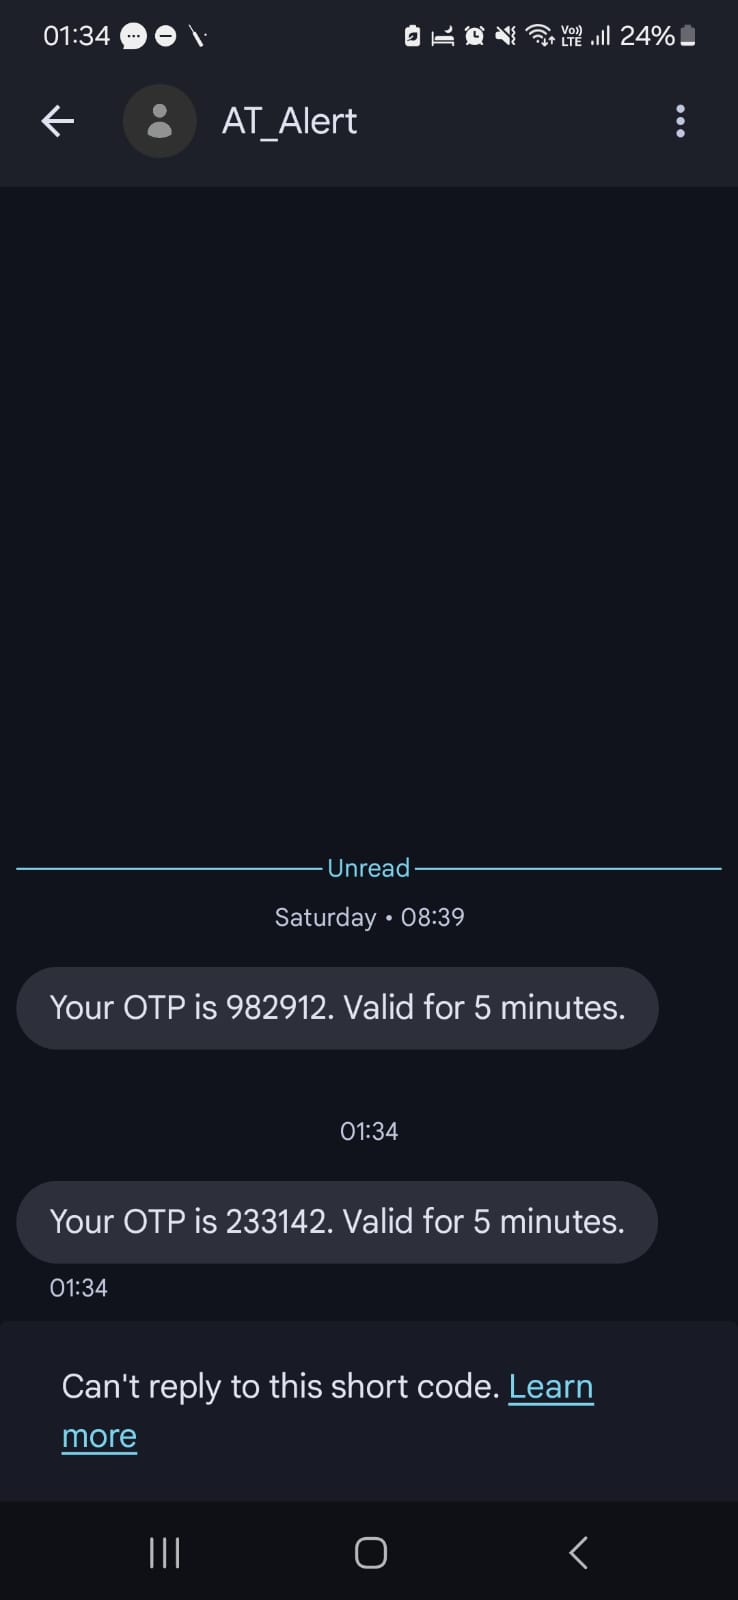 01:34 Vo)) LTE 24%
AT_Alert
Unread
Saturday • 08:39
Your OTP is 982912. Valid for 5 minutes.
01:34
Your OTP is 233142. Valid for 5 minutes.
01:34
Can't reply to this short code. Learn
more